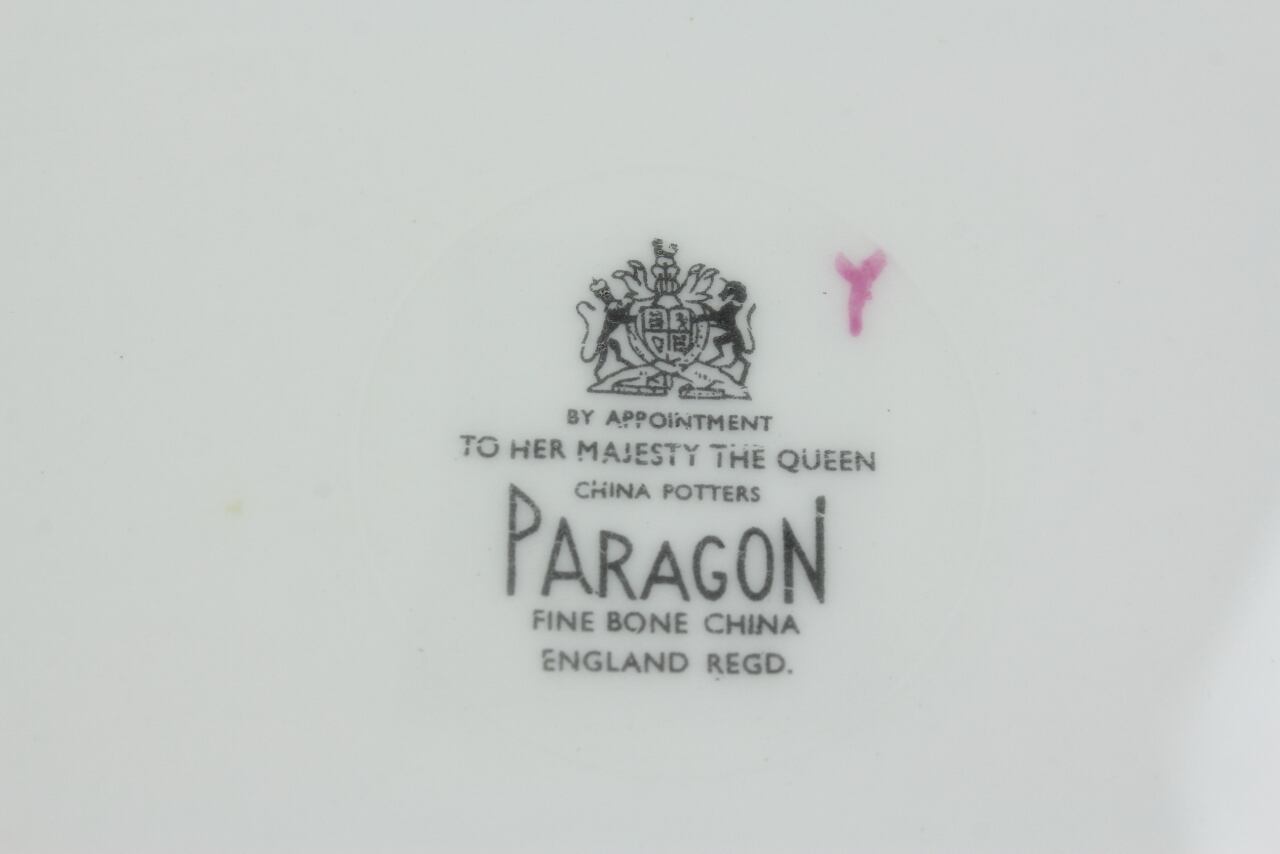 Y
BY APPOINTMENT
TO HER MAJESTY THE QUEEN
CHINA POTTERS
PARAGON
FINE BONE CHINA
ENGLAND REGD.